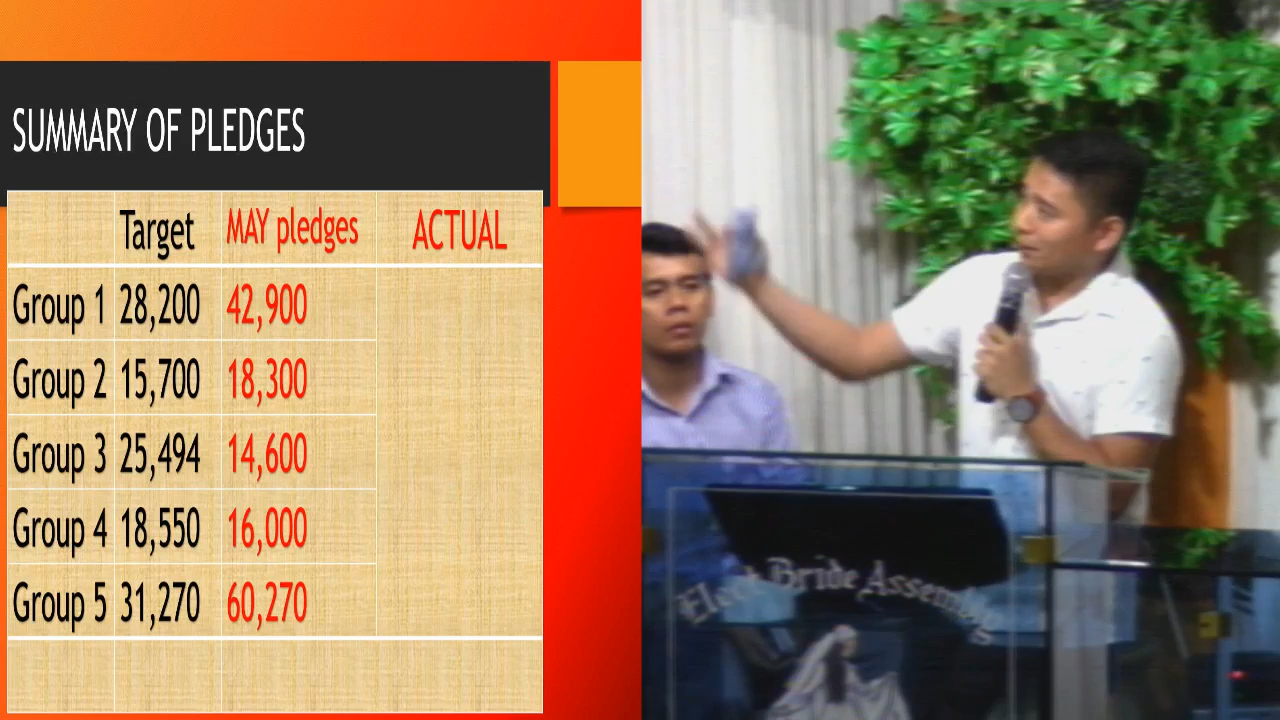 SUMMARY OF PLEDGES
Target MAY pledges ACTUAL
Group 1 28,200 42,900
Group 2 15,700 18,300
Group 3 25,494 14,600
Group 4 18,550 16,000
Group 5 31,270 60,270
Elect Bride Assembly